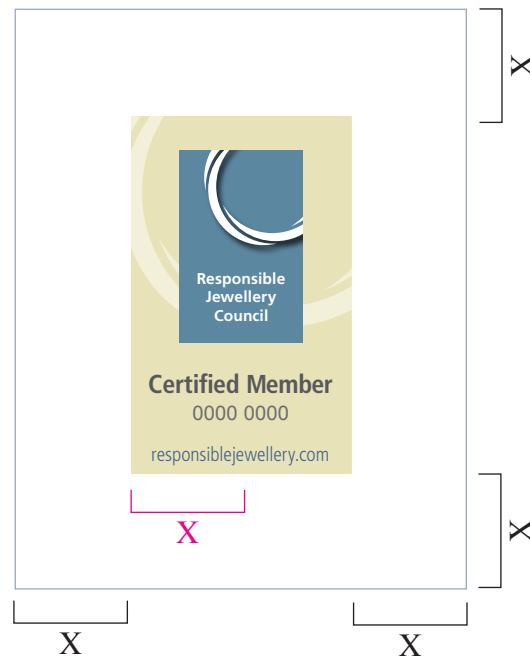 X
Responsible
Jewellery
Council
Certified Member
0000 0000
responsiblejewellery.com
X
X
X
X